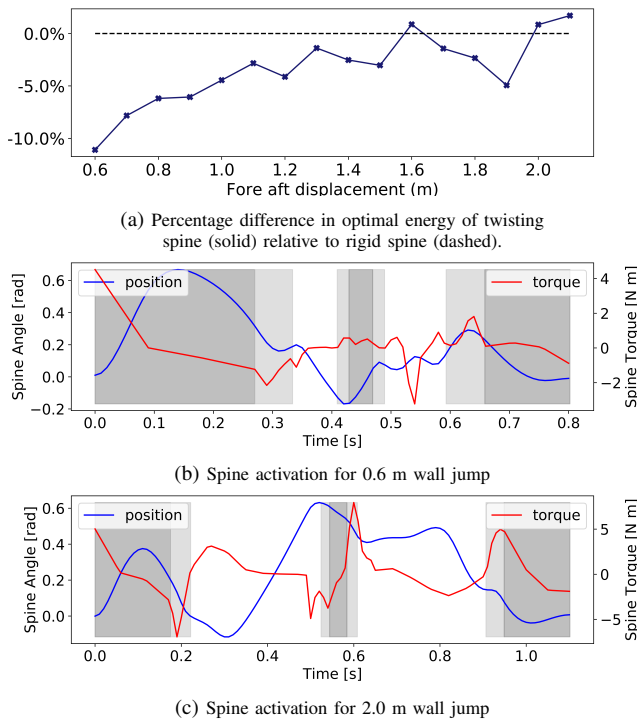 0.0%
-5.0%
-10.0%
0.6 0.8 1.0 1.2 1.4 1.6 1.8 2.0
Fore aft displacement (m)
(a) Percentage difference in optimal energy of twisting
spine (solid) relative to rigid spine (dashed).
Spine Angle [rad]
0.6
0.4
0.2
0.0
−0.2
position
torque
4
2
0
−2
Spine Torque [N m]
0.0 0.1 0.2 0.3 0.4 0.5 0.6 0.7 0.8
Time [s]
(b) Spine activation for 0.6 m wall jump
Spine Angle [rad]
0.6
0.4
0.2
0.0
position
torque
5
0
−5
Spine Torque [N m]
0.0 0.2 0.4 0.6 0.8 1.0
Time [s]
(c) Spine activation for 2.0 m wall jump